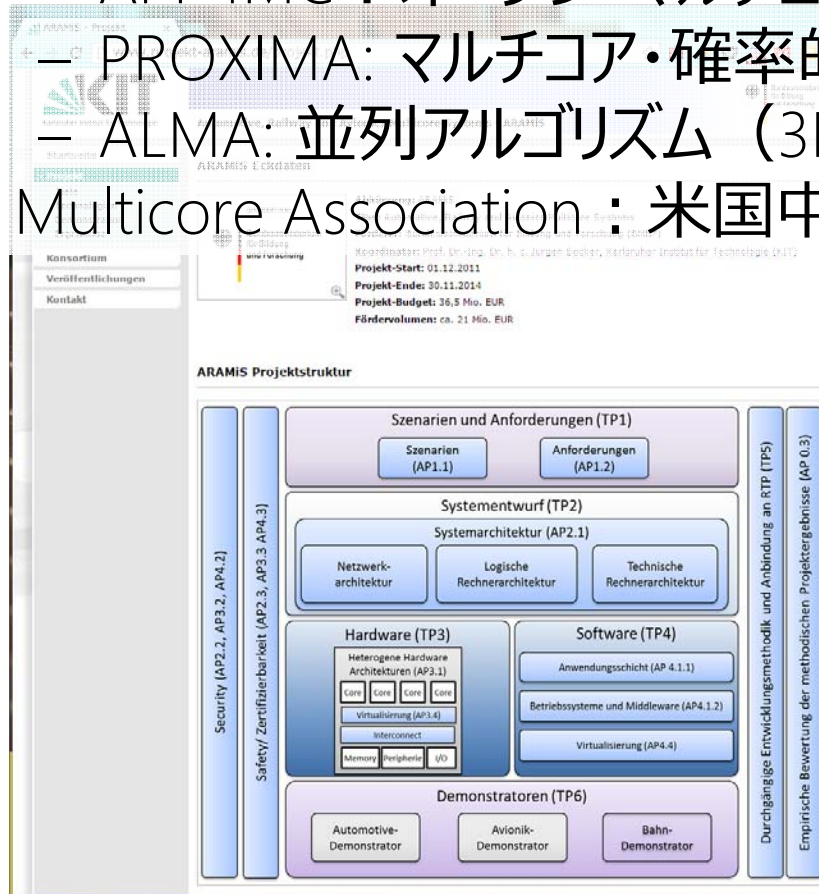 – PROXIMA: マルチコア・確率的
– ALMA: 並列アルゴリズム（3
Multicore Association：米国中
ARAMiS Eckdaten
Konsortium
Veröffentlichungen
Kontakt
und Forschung
Projekt-Start: 01.12.2011
Projekt-Ende: 30.11.2014
Projekt-Budget: 36,5 Mio. EUR
Fördervolumen: ca. 21 Mio. EUR
ARAMiS Projektstruktur
Security (AP2.2, AP3.2, AP4.2)
Safety/ Zertifizierbarkeit (AP2.3, AP3.3 AP4.3)
Szenarien und Anforderungen (TP1)
Szenarien
(AP1.1)
Anforderungen
(AP1.2)
Systementwurf (TP2)
Systemarchitektur (AP2.1)
Netzwerk-
architektur
Logische
Rechnerarchitektur
Technische
Rechnerarchitektur
Hardware (TP3)
Heterogene Hardware
Architekturen (AP3.1)
Core Core Core Core
Virtualisierung (AP3.4)
Interconnect
Memory Peripherie I/O
Software (TP4)
Anwendungsschicht (AP 4.1.1)
Betriebssysteme und Middleware (AP4.1.2)
Virtualisierung (AP4.4)
Demonstratoren (TP6)
Automotive-
Demonstrator
Avionik-
Demonstrator
Bahn-
Demonstrator
Durchgängige Entwicklungsmethodik und Anbindung an RTP (TP5)
Empirische Bewertung der methodischen Projektergebnisse (AP 0.3)